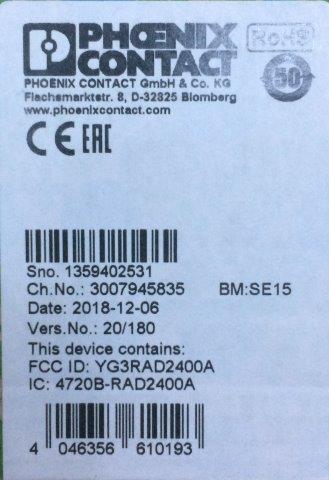 PHOENIX
CONTACT
RoHS
50
PHOENIX CONTACT GmbH & Co. KG
Flachsmarktstr. 8, D-32825 Blomberg
www.phoenixcontact.com
CE EAC
Sno. 1359402531
Ch.No.: 3007945835 BM:SE15
Date: 2018-12-06
Vers.No.: 20/180
This device contains:
FCC ID: YG3RAD2400A
IC: 4720B-RAD2400A
4 046356 610193